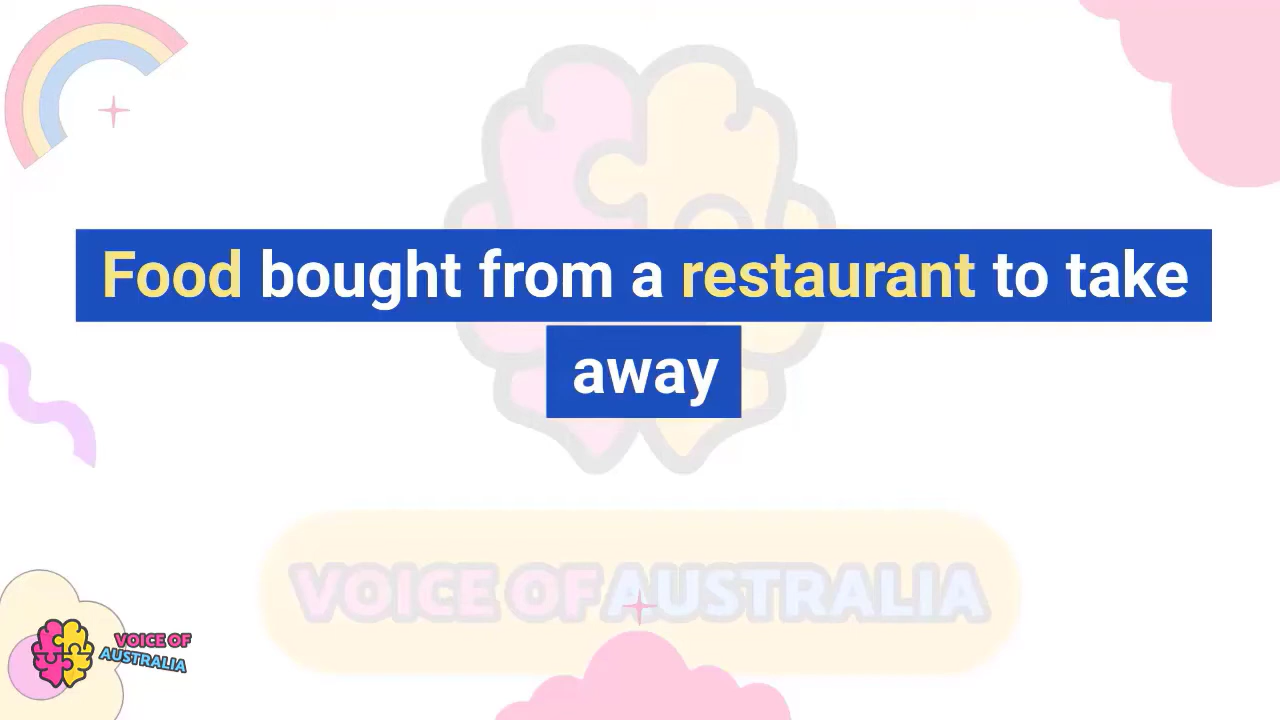 Food bought from a restaurant to take
away
VOICE OF AUSTRALIA
VOICE OF
AUSTRALIA